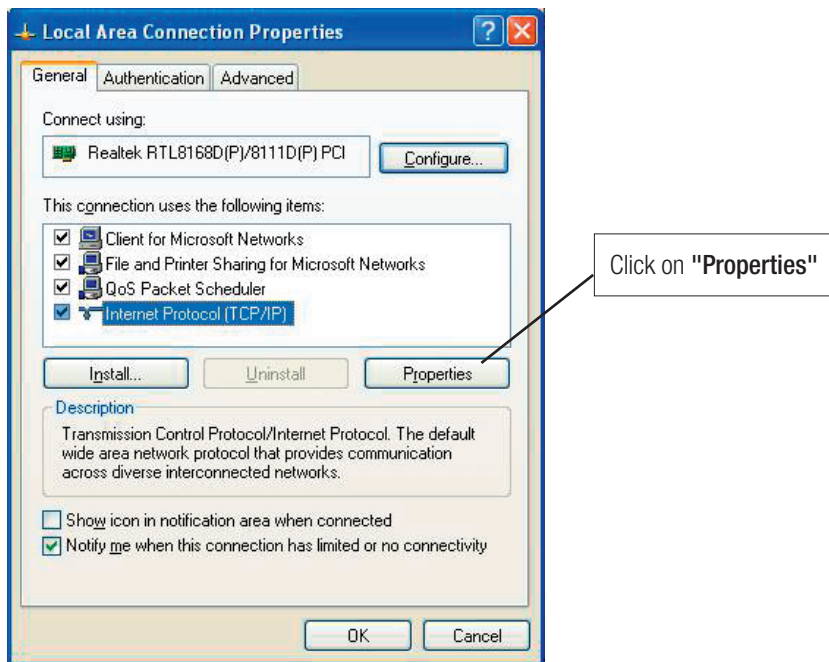 Local Area Connection Properties
?
General Authentication Advanced
Connect using:
Realtek RTL8168D(P)/8111D(P) PCI
Configure...
This connection uses the following items:
Client for Microsoft Networks
File and Printer Sharing for Microsoft Networks
QoS Packet Scheduler
Internet Protocol (TCP/IP)
Install... Uninstall Properties
Description
Transmission Control Protocol/Internet Protocol. The default
wide area network protocol that provides communication
across diverse interconnected networks.
Show icon in notification area when connected
Notify me when this connection has limited or no connectivity
OK Cancel
Click on "Properties"